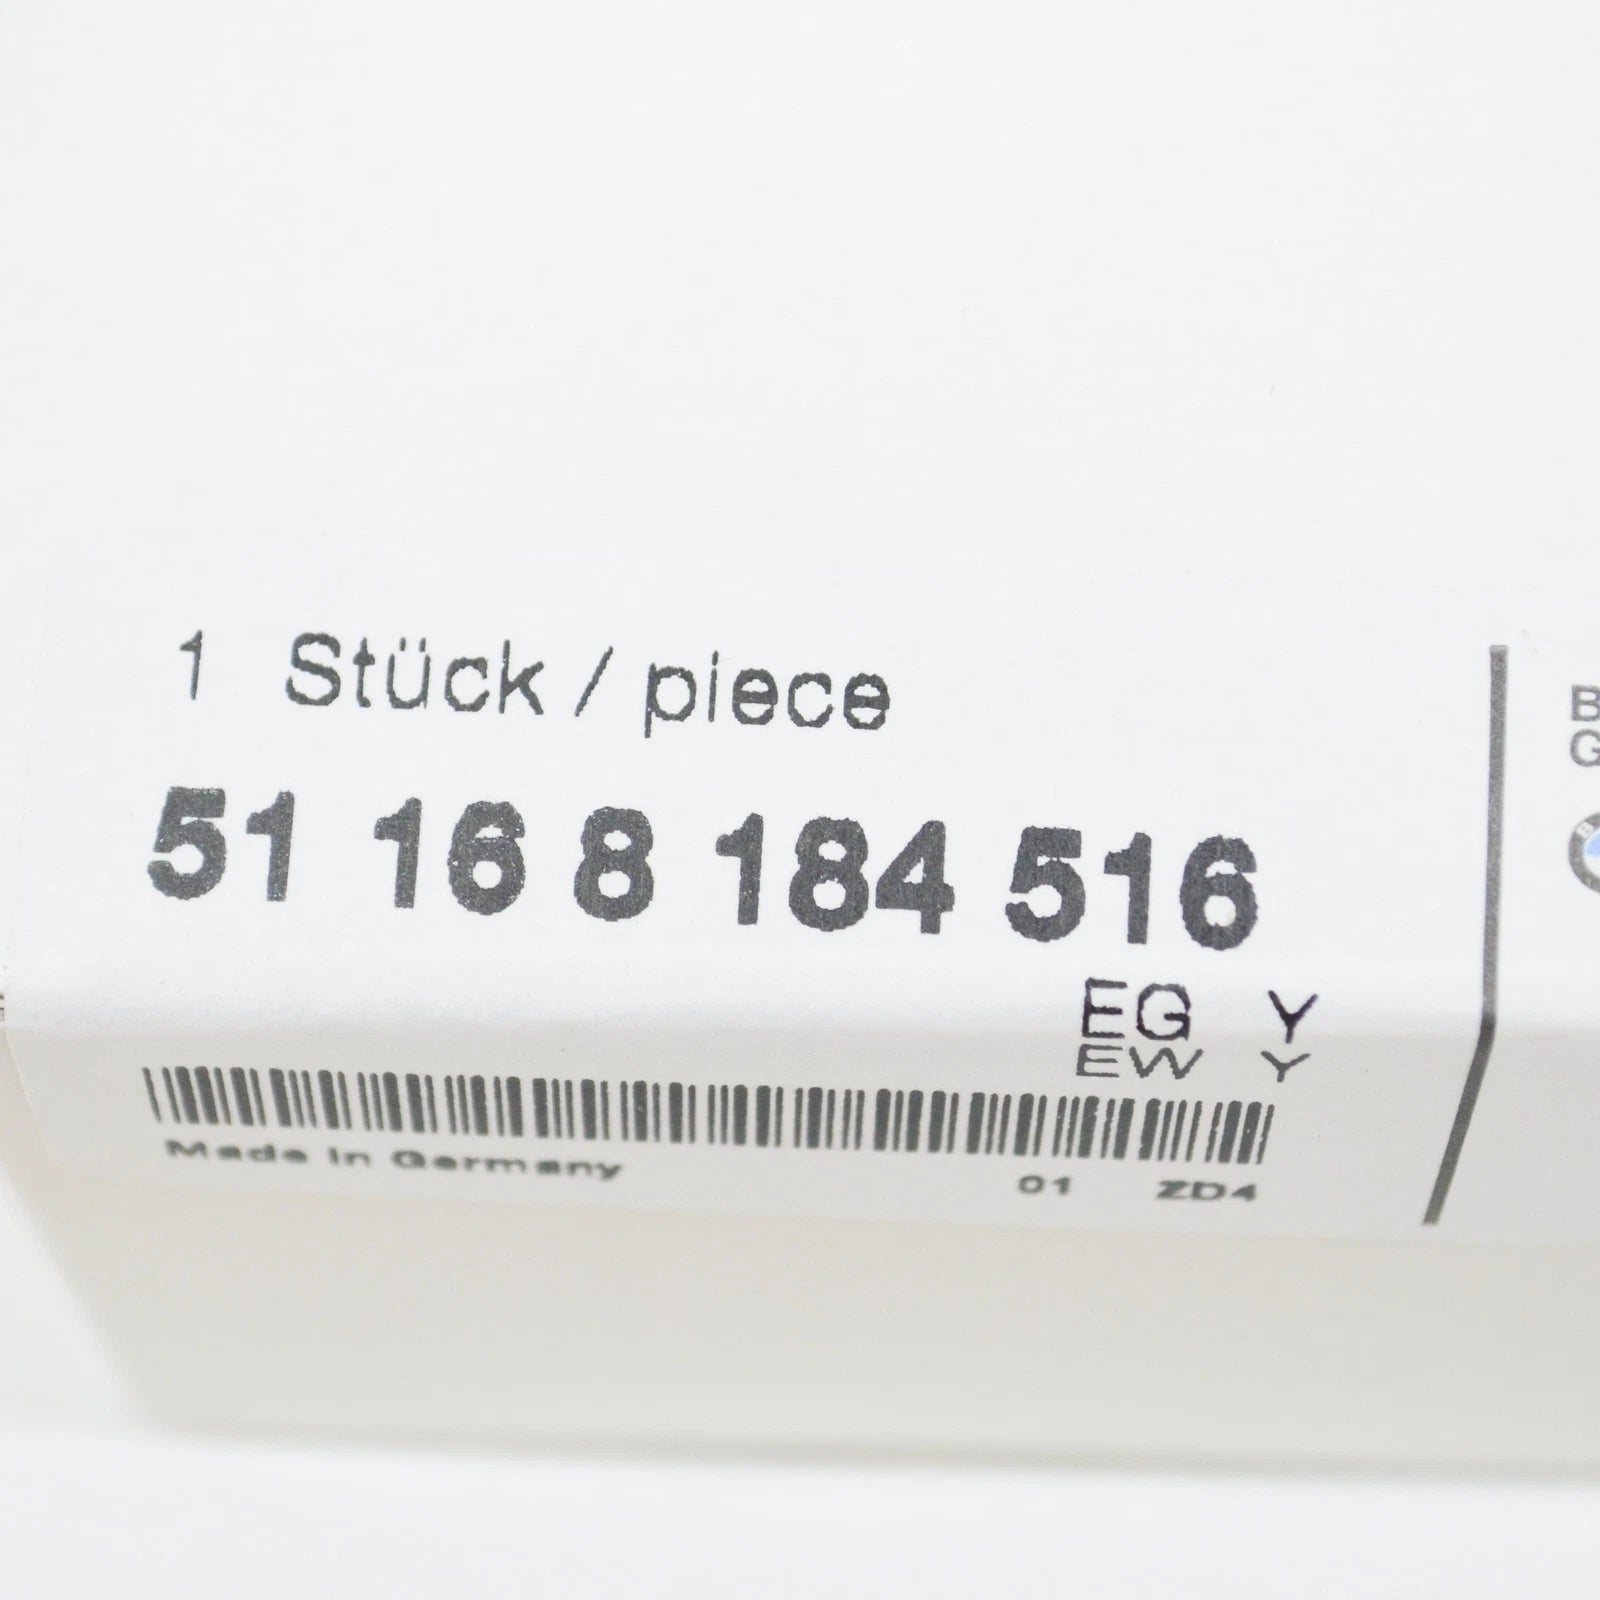 1 Stück / piece
51 16 8 184 516
EG Y
EW Y
Made in Germany 01 ZD4
B
G